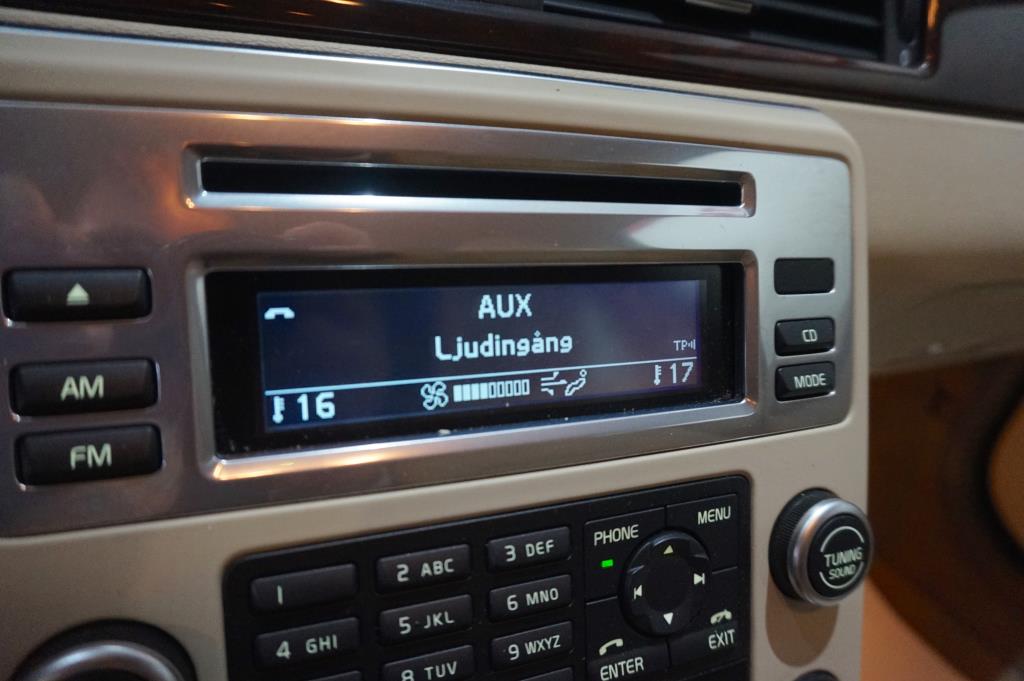 AUX
Ljudingång
TP
16
17
AM
FM
CD
MODE
1
2 ABC
3 DEF
4 GHI
5 JKL
6 MNO
8 TUV
9 WXYZ
PHONE
MENU
ENTER
EXIT
TUNING
SOUND